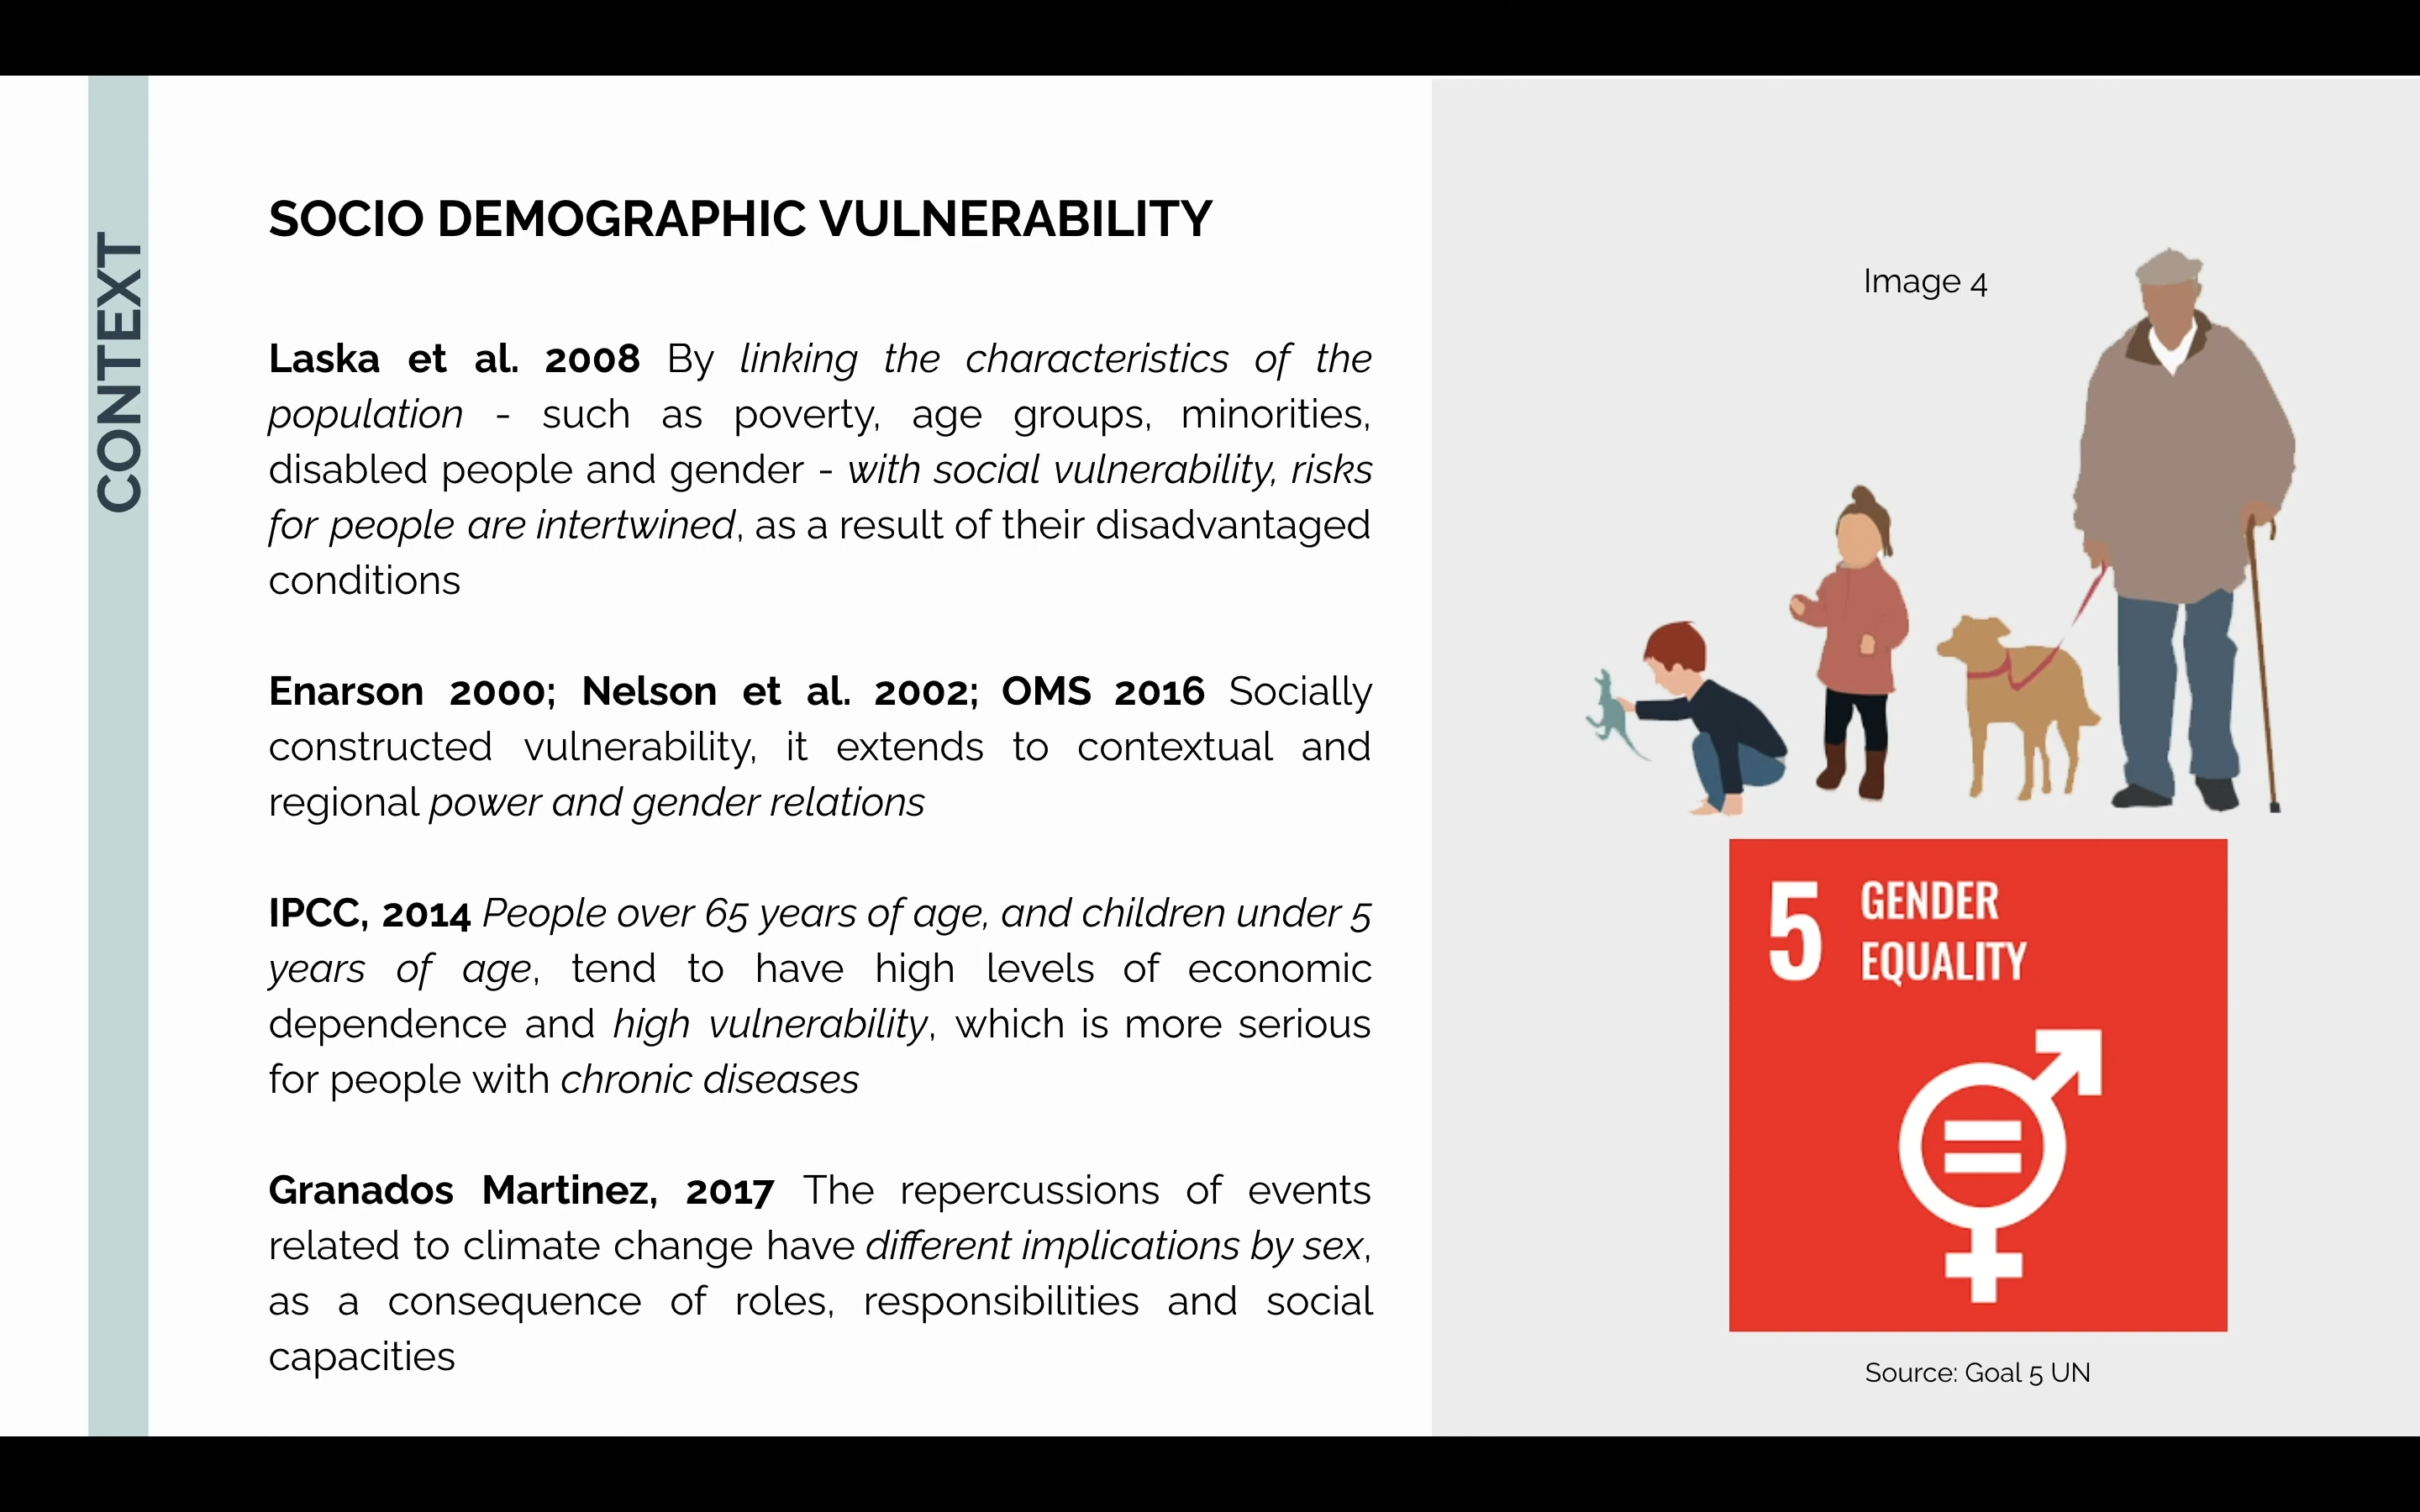 CONTEXT
SOCIO DEMOGRAPHIC VULNERABILITY
Laska et al. 2008 By linking the characteristics of the
population - such as poverty, age groups, minorities,
disabled people and gender - with social vulnerability, risks
for people are intertwined, as a result of their disadvantaged
conditions
Enarson 2000; Nelson et al. 2002; OMS 2016 Socially
constructed vulnerability, it extends to contextual and
regional power and gender relations
IPCC, 2014 People over 65 years of age, and children under 5
years of age, tend to have high levels of economic
dependence and high vulnerability, which is more serious
for people with chronic diseases
Granados Martinez, 2017 The repercussions of events
related to climate change have different implications by sex,
as a consequence of roles, responsibilities and social
capacities
Image 4
5 GENDER
EQUALITY
Source: Goal 5 UN